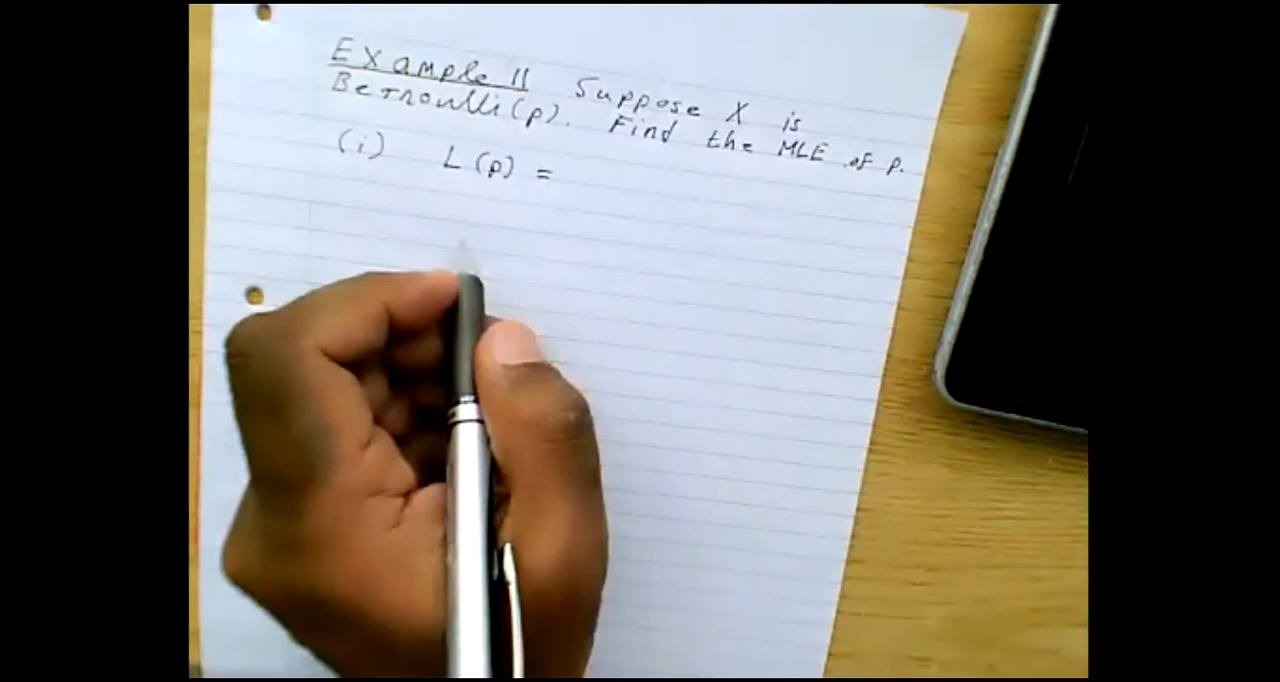 Example 11 Suppose X is
Bernoulli(p). Find the MLE of p.
(i) L(p) =